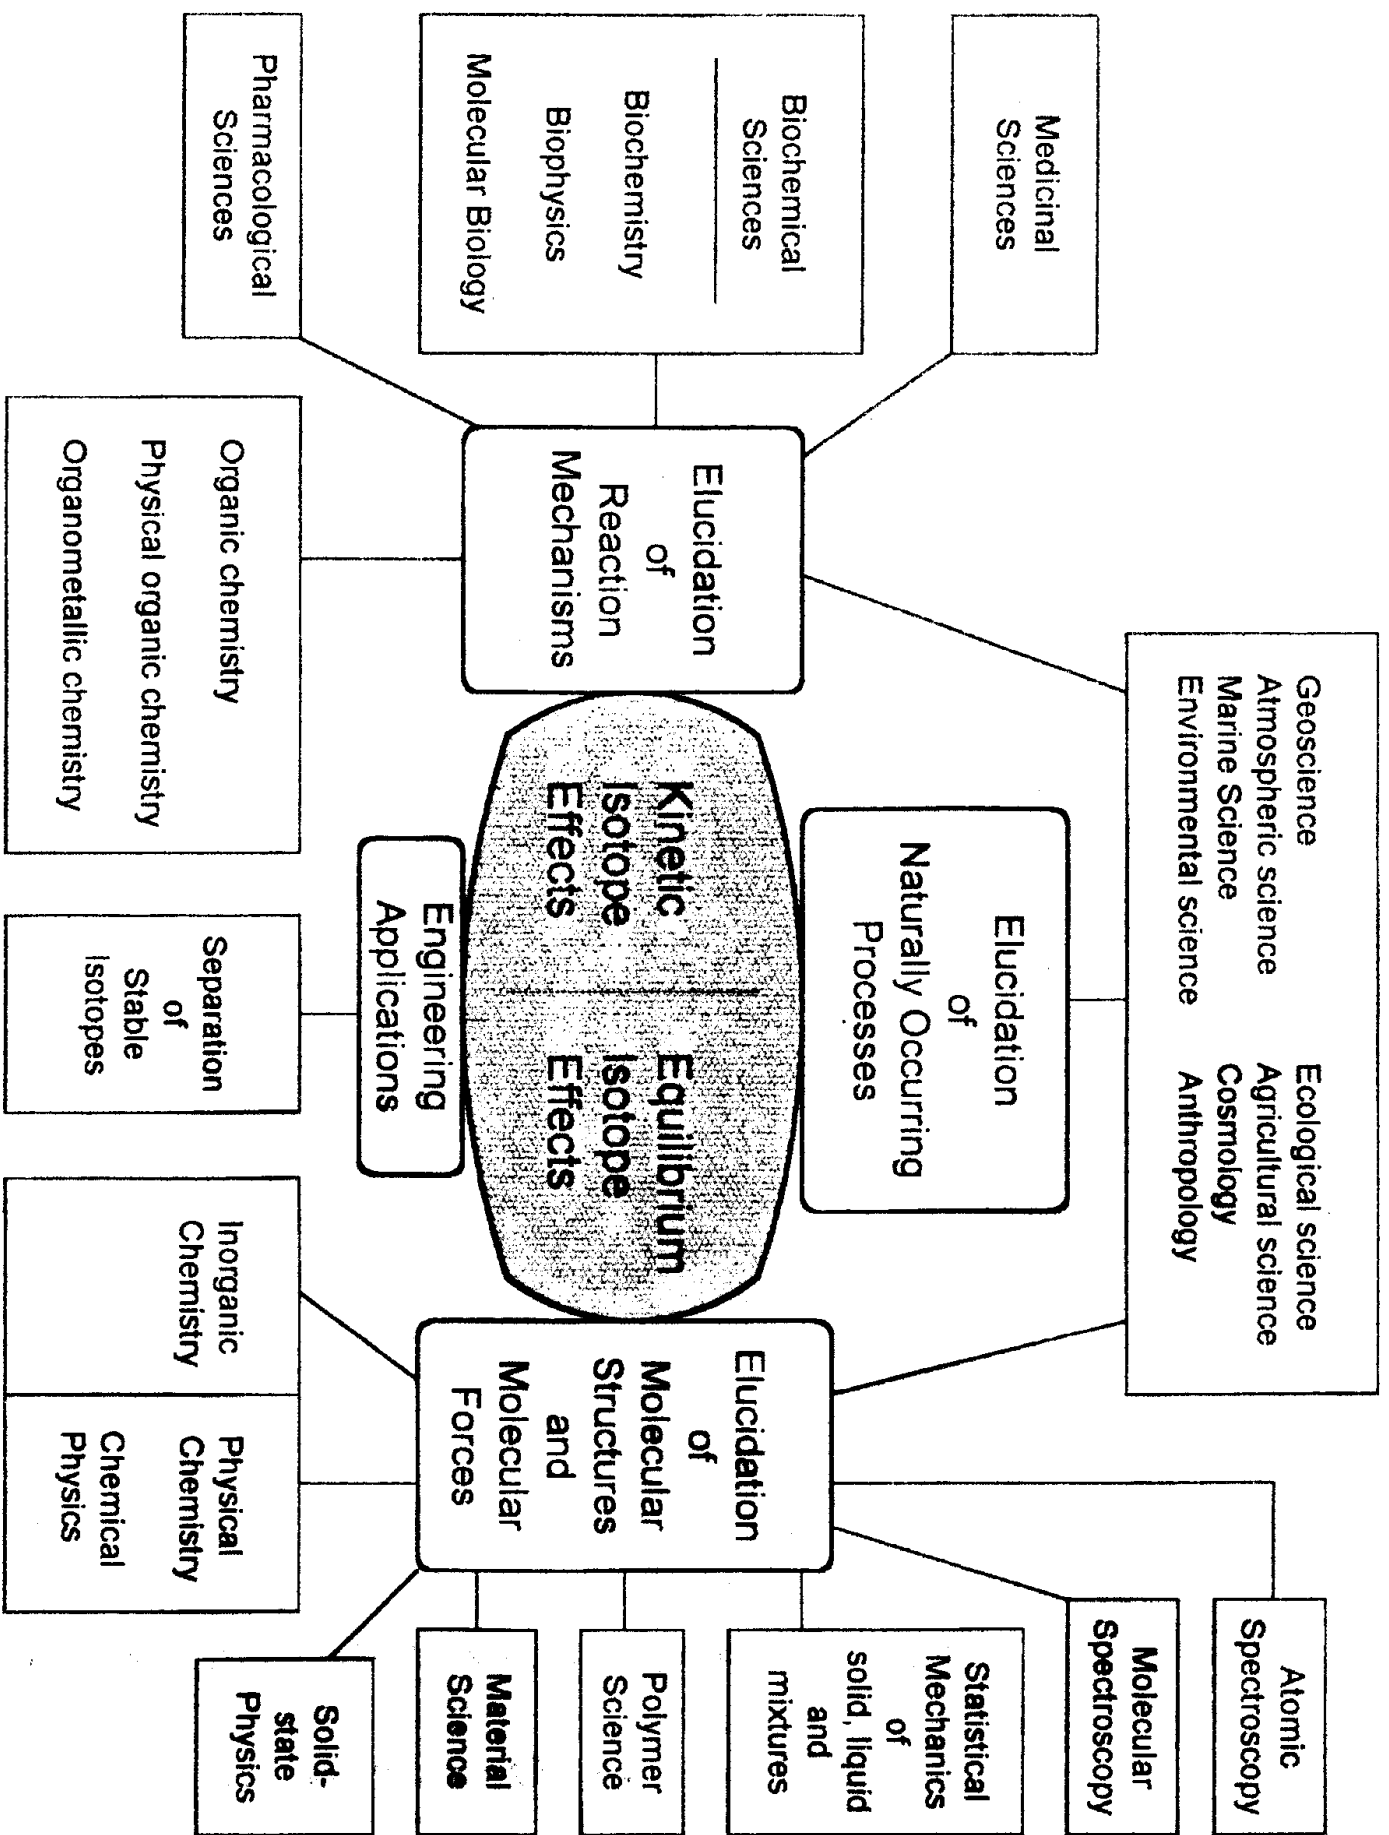 Medicinal
Sciences
Biochemical
Sciences
Biochemistry
Biophysics
Molecular Biology
Pharmacological
Sciences
Geoscience
Atmospheric science
Marine Science
Environmental science
Ecological science
Agricultural science
Cosmology
Anthropology
Elucidation
of
Naturally Occurring
Processes
Elucidation
of
Reaction
Mechanisms
Kinetic
Isotope
Effects
Equilibrium
Isotope
Effects
Engineering
Applications
Elucidation
of
Molecular
Structures
and
Molecular
Forces
Atomic
Spectroscopy
Molecular
Spectroscopy
Statistical
Mechanics
of
solid, liquid
and
mixtures
Polymer
Science
Material
Science
Solid-
state
Physics
Organic chemistry
Physical organic chemistry
Organometallic chemistry
Separation
of
Stable
Isotopes
Inorganic
Chemistry
Physical
Chemistry
Chemical
Physics